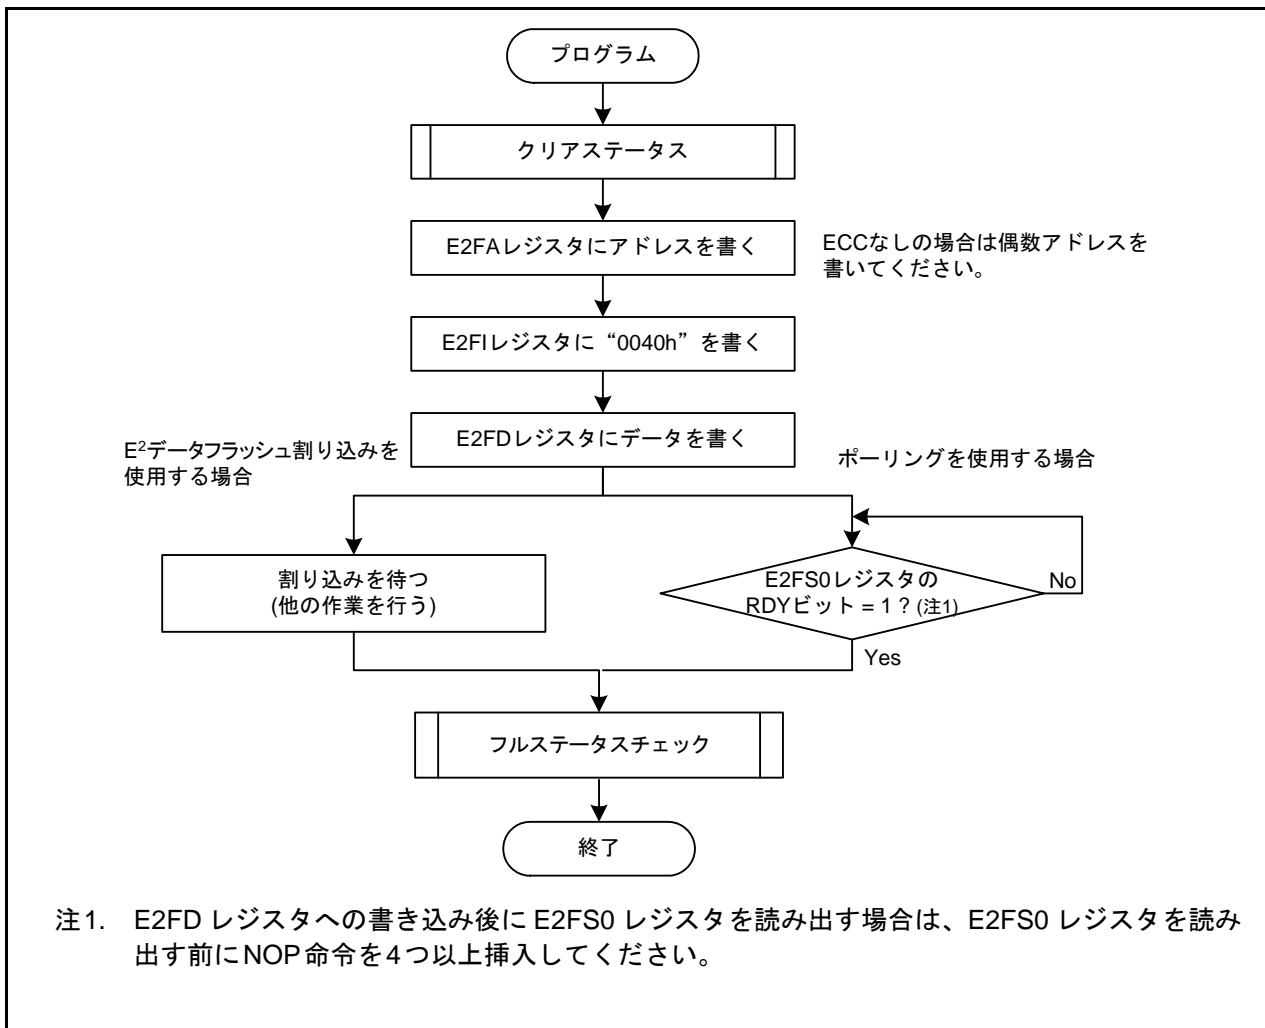 プログラム
クリアステータス
E2FAレジスタにアドレスを書く
ECCなしの場合は偶数アドレスを
書いてください。
E2FIレジスタに“0040h”を書く
E2FDレジスタにデータを書く
E²データフラッシュ割り込みを
使用する場合
ポーリングを使用する場合
割り込みを待つ
(他の作業を行う)
E2FS0レジスタの
RDYビット = 1 ? (注1)
No
Yes
フルステータスチェック
終了
注1. E2FD レジスタへの書き込み後に E2FS0 レジスタを読み出す場合は、E2FS0 レジスタを読み
出す前にNOP命令を4つ以上挿入してください。